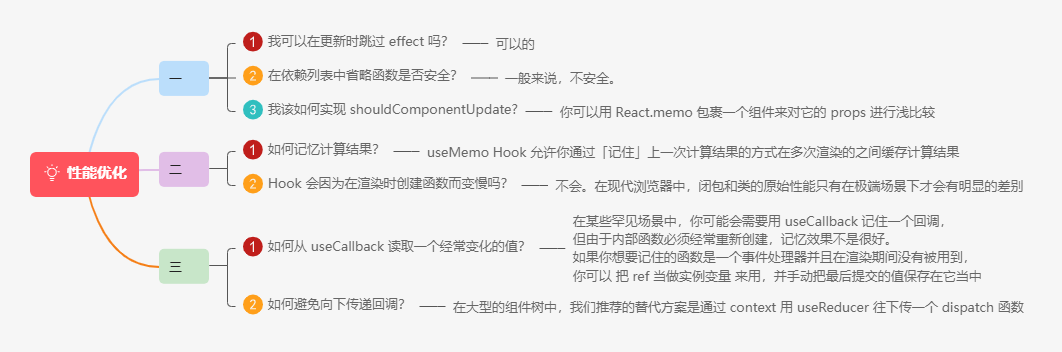 性能优化
一
1 我可以在更新时跳过 effect 吗?
可以的
2 在依赖列表中省略函数是否安全?
一般来说，不安全。
3 我该如何实现 shouldComponentUpdate?
你可以用 React.memo 包裹一个组件来对它的 props 进行浅比较
二
1 如何记忆计算结果?
useMemo Hook 允许你通过「记住」上一次计算结果的方式在多次渲染的之间缓存计算结果
2 Hook 会因为在渲染时创建函数而变慢吗?
不会。在现代浏览器中，闭包和类的原始性能只有在极端场景下才会有明显的差别
三
1 如何从 useCallback 读取一个经常变化的值?
在某些罕见场景中，你可能会需要用 useCallback 记住一个回调，
但由于内部函数必须经常重新创建，记忆效果不是很好。
如果你想要记住的函数是一个事件处理器并且在渲染期间没有被用到，
你可以 把 ref 当做实例变量 来用，并手动把最后提交的值保存在它当中
2 如何避免向下传递回调?
在大型的组件树中，我们推荐的替代方案是通过 context 用 useReducer 往下传一个 dispatch 函数